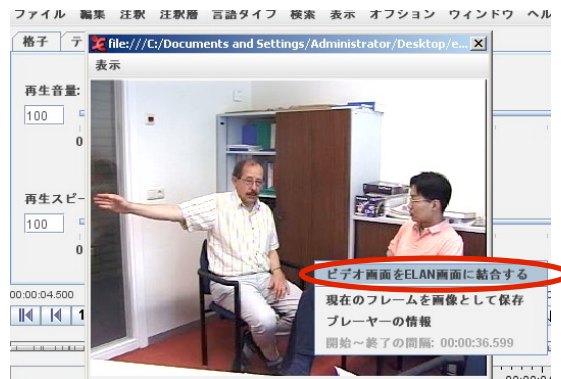 ファイル 編集 注釈 注釈層 言語タイプ 検索 表示 オプション ウィンドウ ヘル
格子 テ
file:///C:/Documents and Settings/Administrator/Desktop/e...
表示
再生音量:
100
0
再生スピー
100
0
ビデオ画面をELAN画面に結合する
現在のフレームを画像として保存
プレーヤーの情報
開始～終了の間隔: 00:00:36.599
00:00:04.500
1